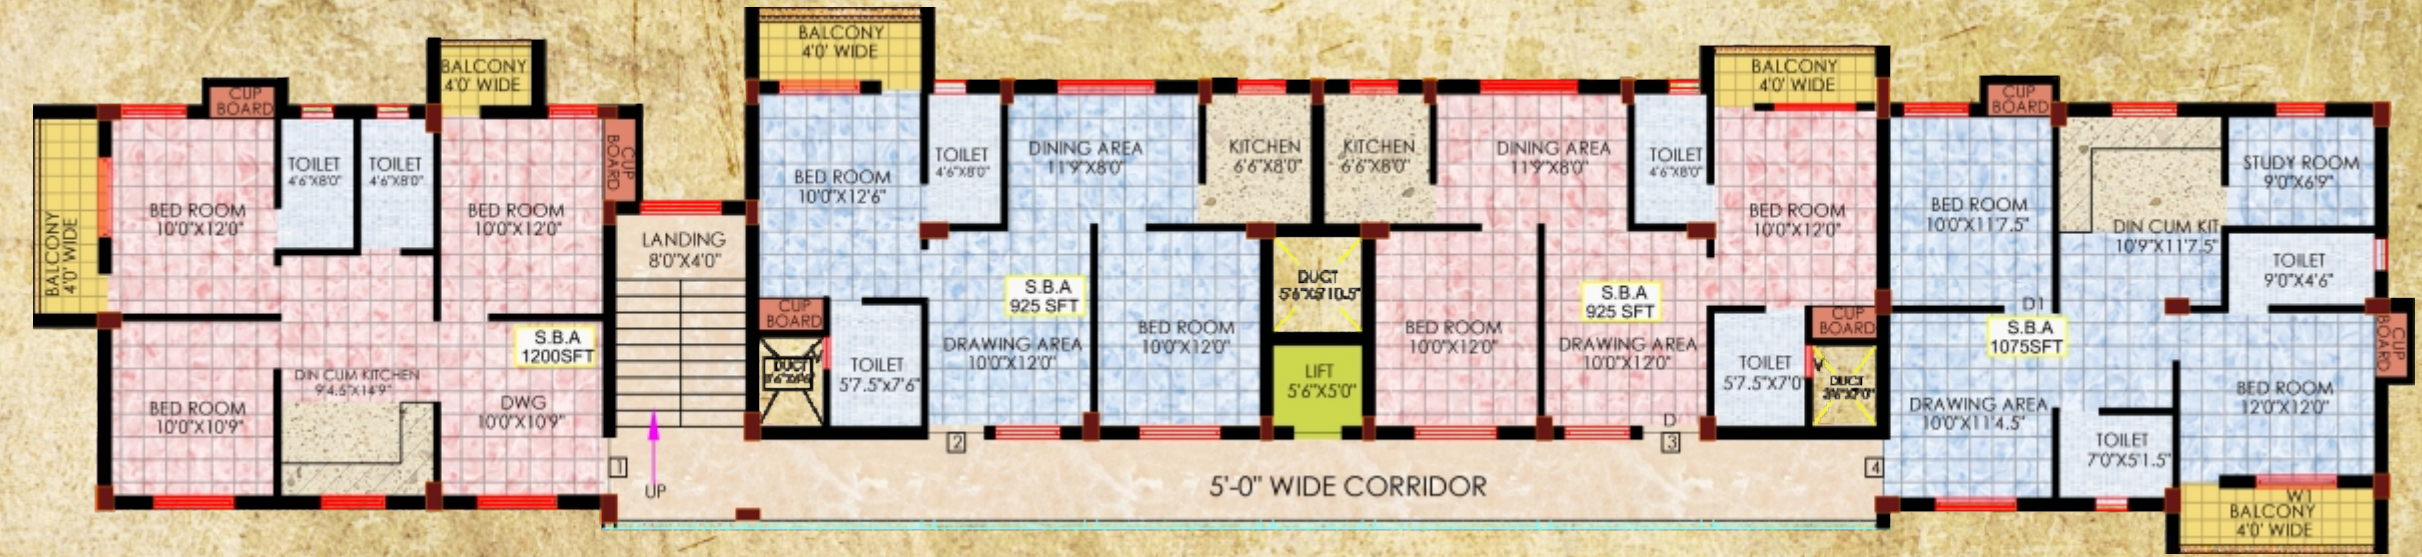 BALCONY
4'0' WIDE
CUP
BOARD
BED ROOM
10'0"X12'0"
TOILET
4'6"X8'0"
TOILET
4'6"X8'0"
BALCONY
4'0' WIDE
BED ROOM
10'0"X12'0"
CUP
BOARD
BED ROOM
10'0"X10'9"
DIN CUM KITCHEN
9'4.5"X14'9"
DWG
10'0"X10'9"
S.B.A
1200SFT
LANDING
8'0"X4'0"
1
UP
BALCONY
4'0' WIDE
BED ROOM
10'0"X12'6"
TOILET
4'6"X8'0"
DINING AREA
11'9"X8'0"
KITCHEN
6'6"X8'0"
CUP
BOARD
DUCT
TOILET
5'7.5"x7'6"
S.B.A
925 SFT
DRAWING AREA
10'0"X12'0"
BED ROOM
10'0"X12'0"
2
DUCT
LIFT
5'6"X5'0"
KITCHEN
6'6"X8'0"
DINING AREA
11'9"X8'0"
TOILET
4'6"X8'0"
BALCONY
4'0' WIDE
BED ROOM
10'0"X12'0"
BED ROOM
10'0"X12'0"
S.B.A
925 SFT
DRAWING AREA
10'0"X12'0"
D
3
TOILET
5'7.5"X7'0"
CUP
BOARD
V
DUCT
5'-0" WIDE CORRIDOR
4
CUP
BOARD
BED ROOM
10'0"X11'7.5"
DIN CUM KIT
10'9"X11'7.5"
STUDY ROOM
9'0"X6'9"
TOILET
9'0"X4'6"
D1
S.B.A
1075SFT
DRAWING AREA
10'0"X11'4.5"
TOILET
7'0"X5'1.5"
BED ROOM
12'0"X12'0"
CUP
BOARD
W1
BALCONY
4'0' WIDE